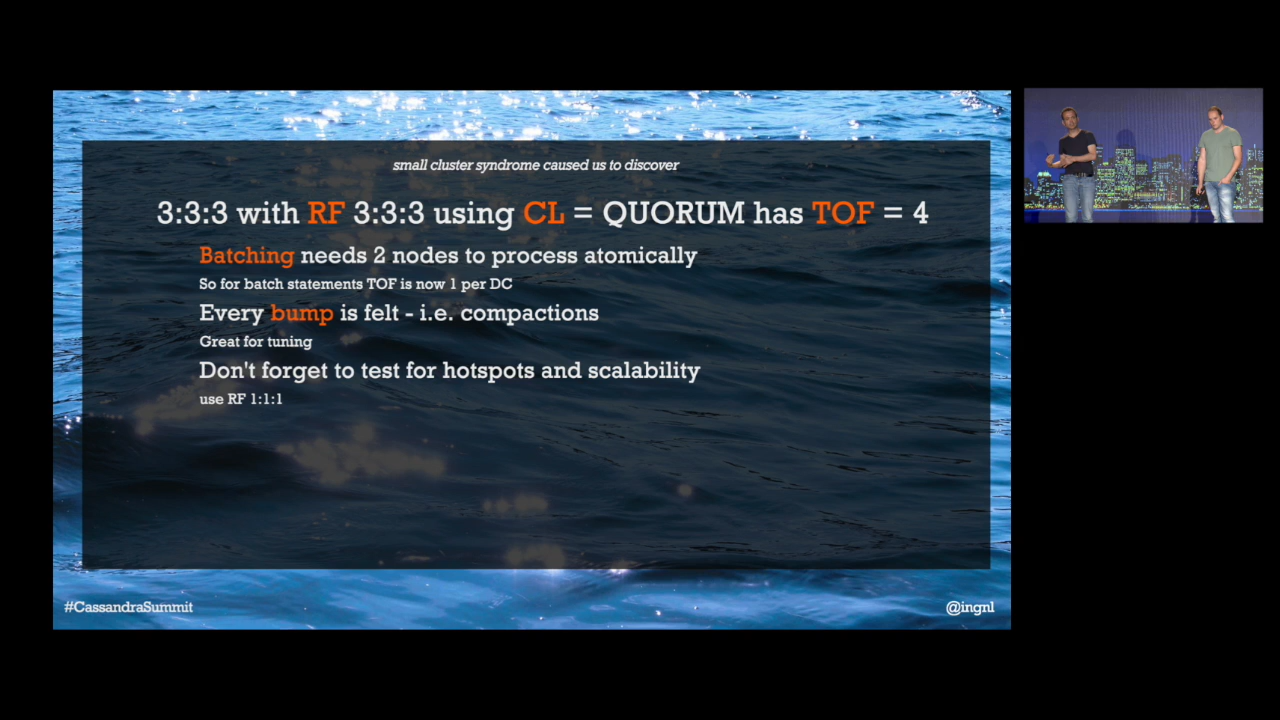 small cluster syndrome caused us to discover
3:3:3 with RF 3:3:3 using CL = QUORUM has TOF = 4
Batching needs 2 nodes to process atomically
So for batch statements TOF is now 1 per DC
Every bump is felt - i.e. compactions
Great for tuning
Don't forget to test for hotspots and scalability
use RF 1:1:1
#CassandraSummit
@ingnl